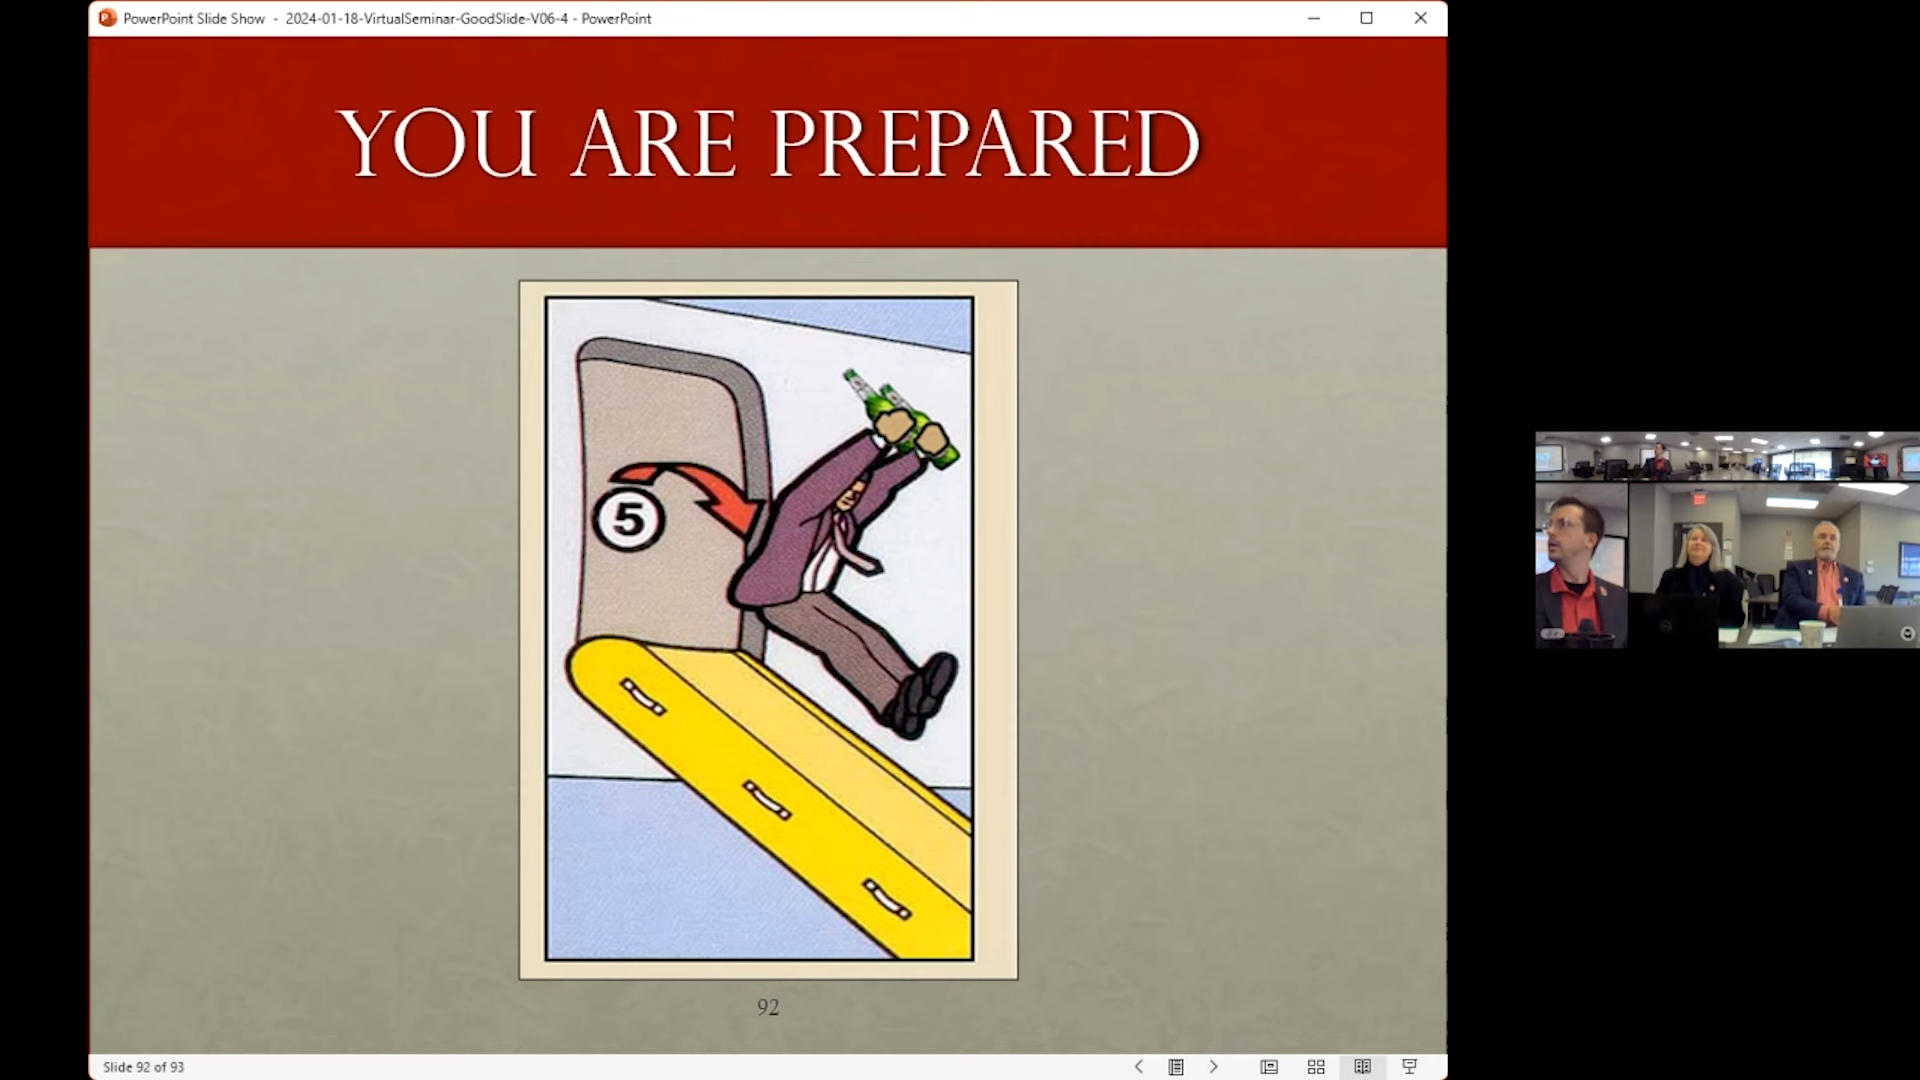 PowerPoint Slide Show - 2024-01-18-VirtualSeminar-GoodSlide-V06-4 - PowerPoint
YOU ARE PREPARED
5
92
Slide 92 of 93